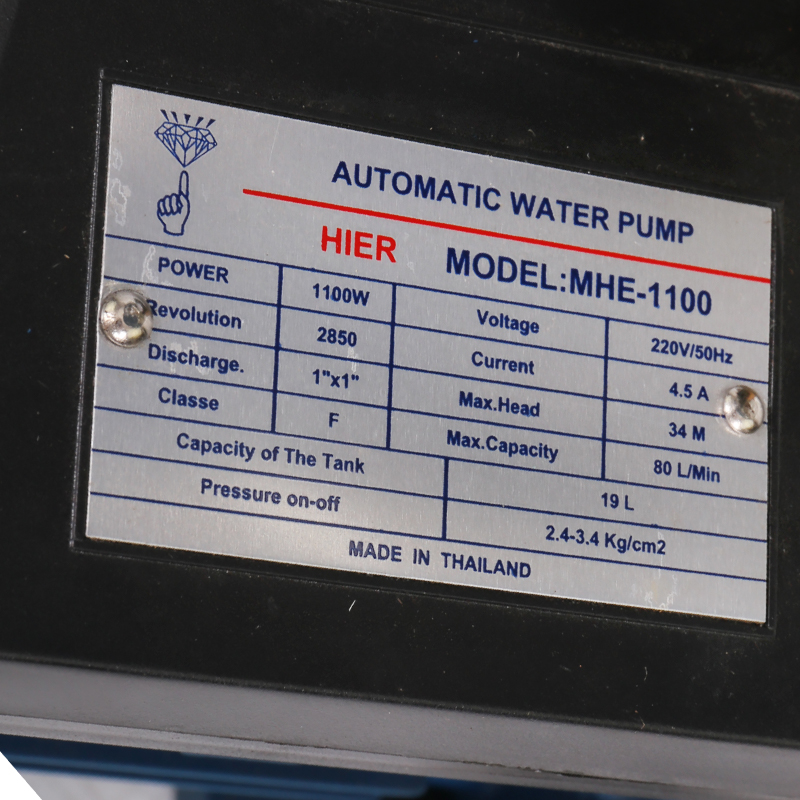 AUTOMATIC WATER PUMP
HIER MODEL:MHE-1100
POWER 1100W Voltage 220V/50Hz
Revolution 2850 Current 4.5 A
Discharge. 1"x1" Max.Head 34 M
Classe F Max.Capacity 80 L/Min
Capacity of The Tank 19 L
Pressure on-off 2.4-3.4 Kg/cm2
MADE IN THAILAND